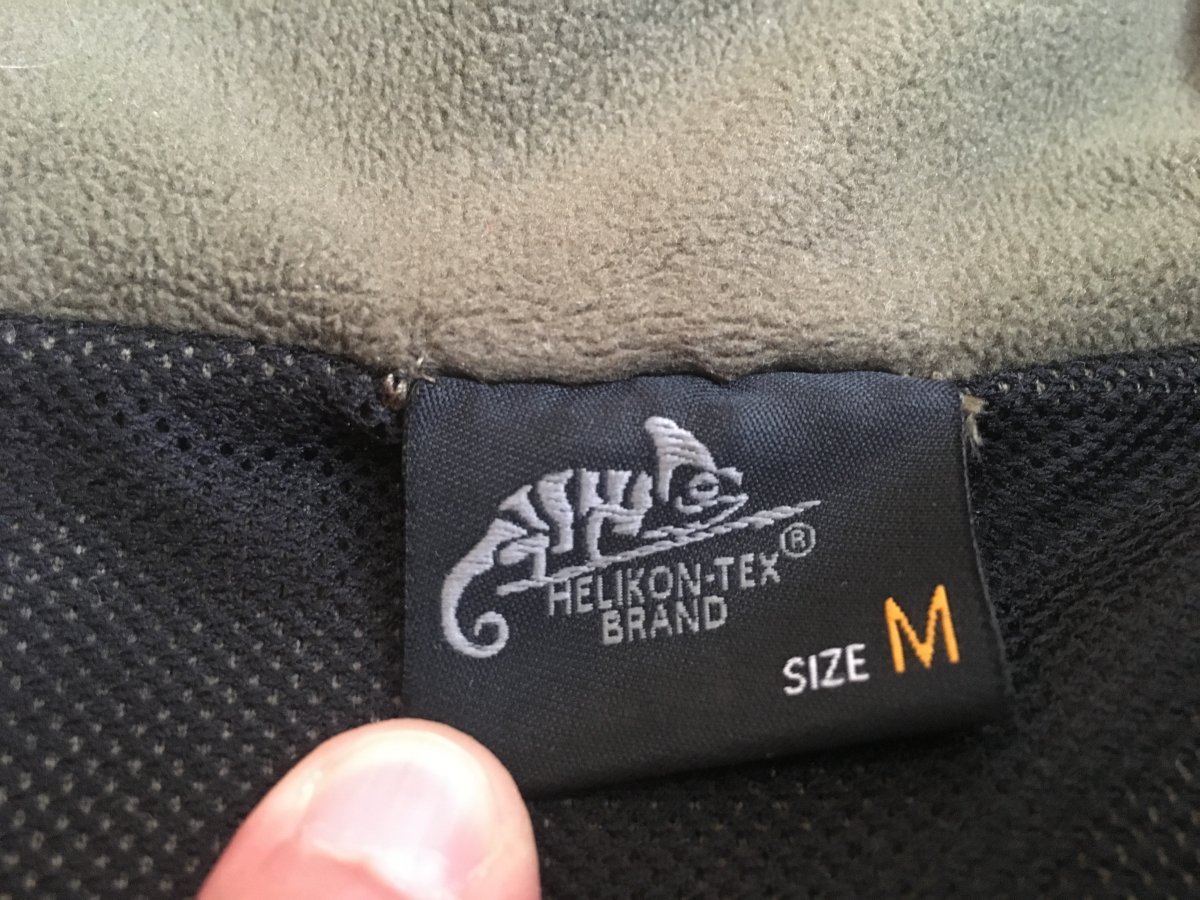 HELIKON-TEX®
BRAND
SIZE M